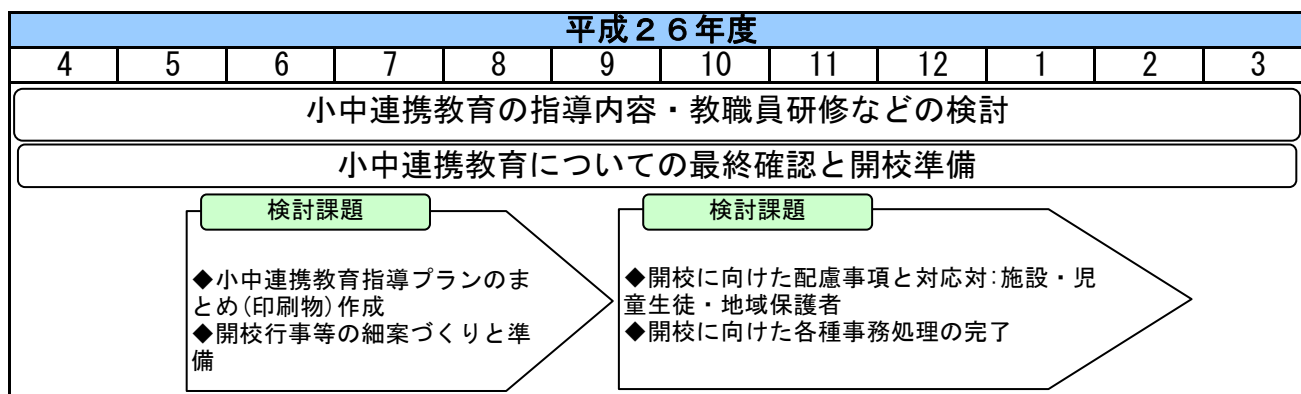 平成２６年度
4 5 6 7 8 9 10 11 12 1 2 3
小中連携教育の指導内容・教職員研修などの検討
小中連携教育についての最終確認と開校準備
検討課題
◆小中連携教育指導プランのま
とめ(印刷物)作成
◆開校行事等の細案づくりと準
備
検討課題
◆開校に向けた配慮事項と対応対:施設・児
童生徒・地域保護者
◆開校に向けた各種事務処理の完了